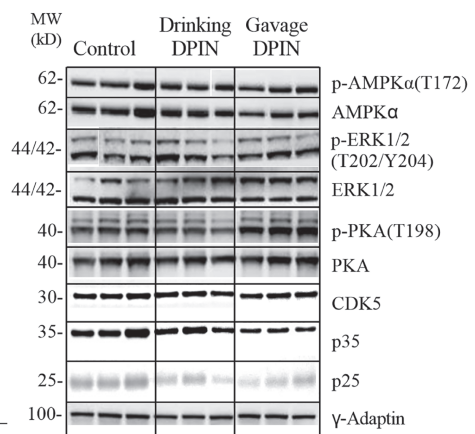 MW
(kD)
Control
Drinking
DPIN
Gavage
DPIN
62- p-AMPKα(T172)
62- AMPKα
44/42- p-ERK1/2
(T202/Y204)
44/42- ERK1/2
40- p-PKA(T198)
40- PKA
30- CDK5
35- p35
25- p25
100- γ-Adaptin